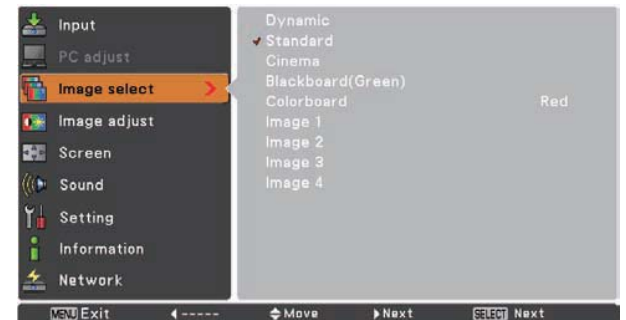 Input
PC adjust
Image select
Image adjust
Screen
Sound
Setting
Information
Network
Dynamic
Standard
Cinema
Blackboard(Green)
Colorboard Red
Image 1
Image 2
Image 3
Image 4
MENU Exit ◀----- Move Next SELECT Next